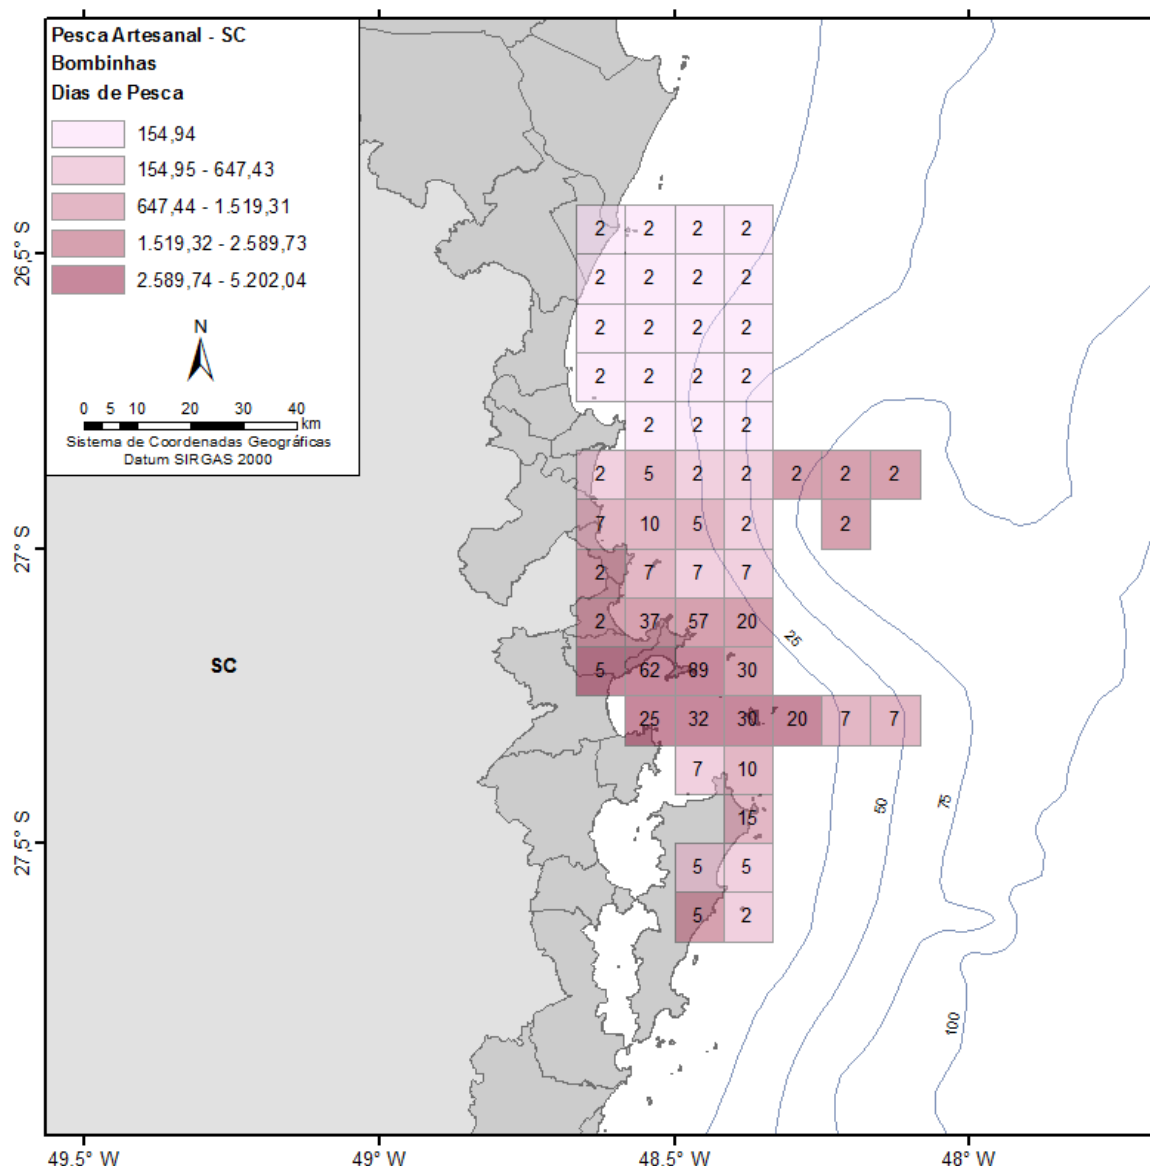 Pesca Artesanal - SC
Bombinhas
Dias de Pesca
154,94
154,95 - 647,43
647,44 - 1.519,31
1.519,32 - 2.589,73
2.589,74 - 5.202,04
N
0 5 10 20 30 40
km
Sistema de Coordenadas Geográficas
Datum SIRGAS 2000
26,5° S
27° S
27,5° S
SC
2 2 2 2
2 2 2 2
2 2 2 2
2 2 2 2
2 2 2
2 5 2 2 2 2 2
7 10 5 2 2
2 7 7 7
2 37 57 20
5 62 89 30
25 32 30 20 7 7
7 10
15
5 5
5 2
25
50
75
100
49.5° W 49° W 48.5° W 48° W